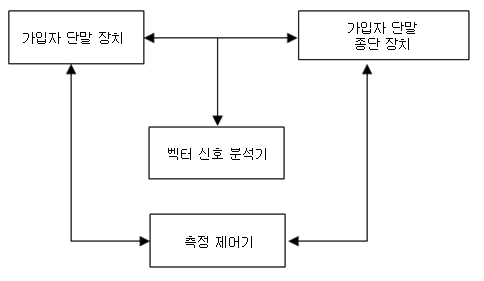 가입자 단말 장치
가입자 단말
종단 장치
벡터 신호 분석기
측정 제어기